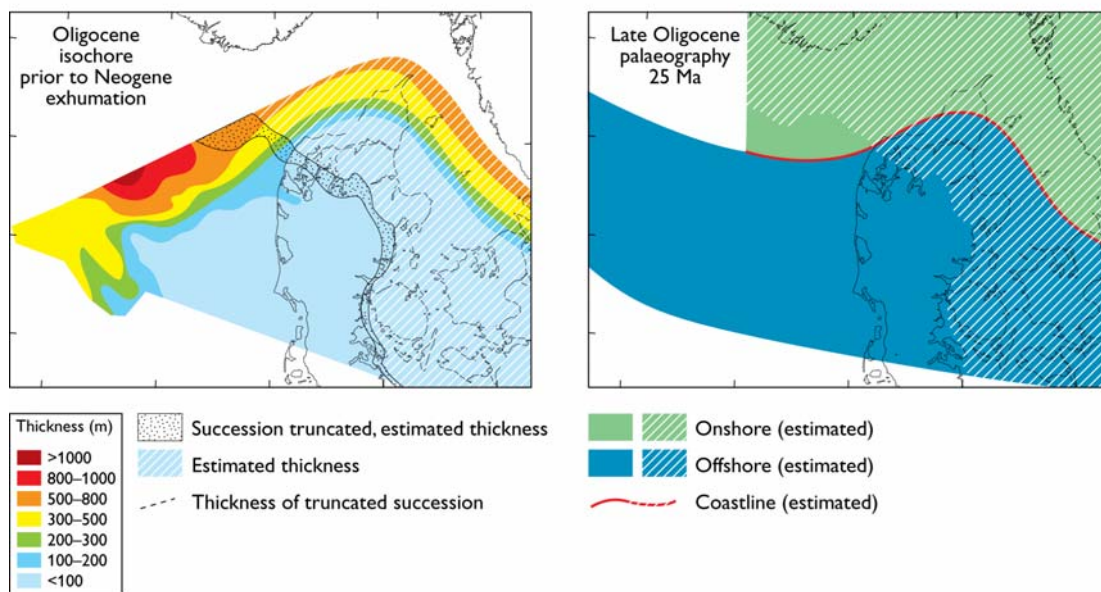 Oligocene
isochore
prior to Neogene
exhumation
Late Oligocene
palaeography
25 Ma
Thickness (m)
>1000
800–1000
500–800
300–500
200–300
100–200
<100
Succession truncated, estimated thickness
Estimated thickness
Thickness of truncated succession
Onshore (estimated)
Offshore (estimated)
Coastline (estimated)